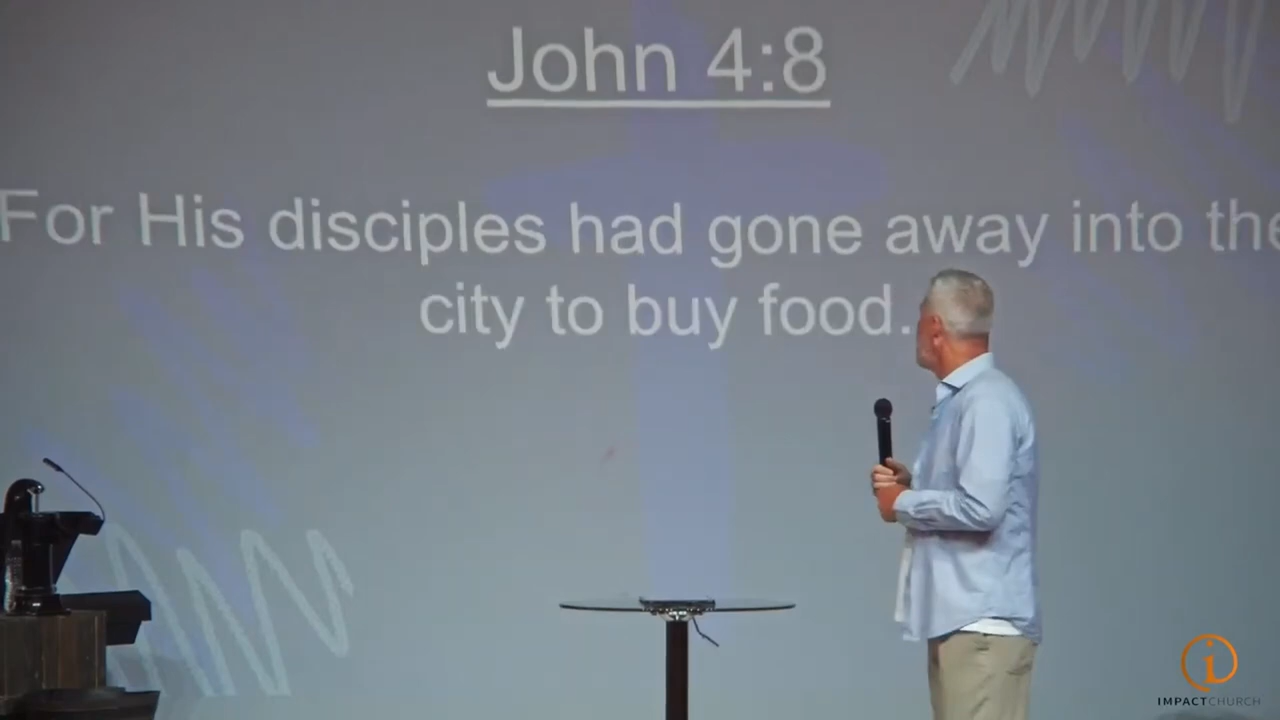 John 4:8
For His disciples had gone away into the
city to buy food.
IMPACTCHURCH